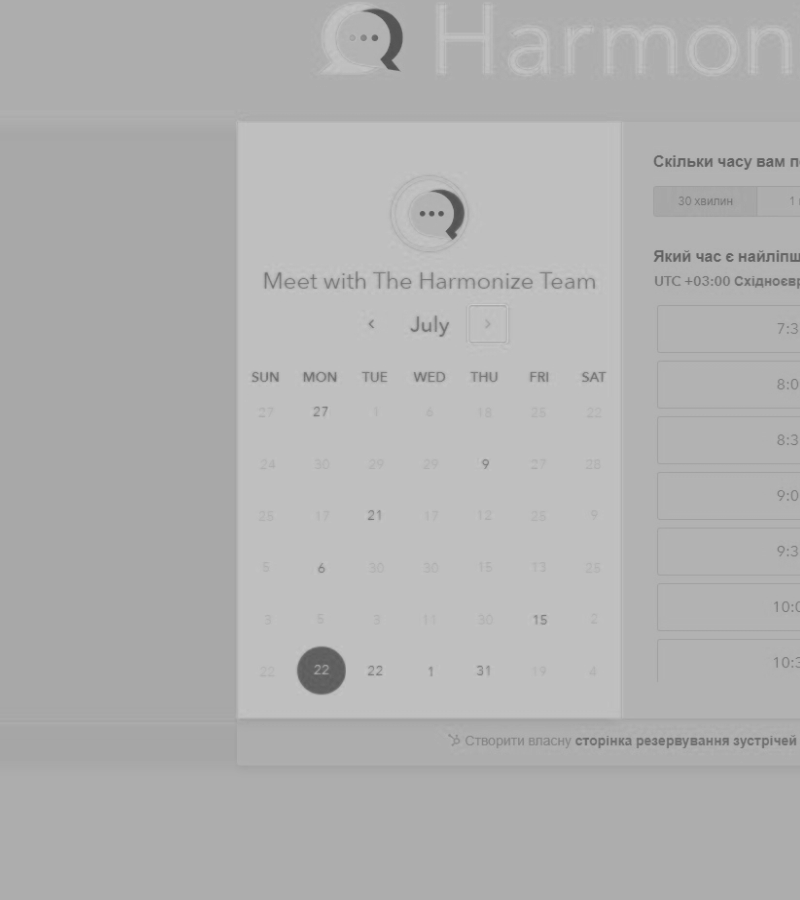 Harmon
Meet with The Harmonize Team
July
SUN MON TUE WED THU FRI SAT
27 27 1 18 25 22
24 30 29 29 9 27 28
25 17 21 17 12 25 9
5 6 30 30 15 13 25
3 5 3 11 30 15 2
22 22 22 1 31 19 4
Скільки часу вам п
30 хвилин 1
Який час є найліпш
UTC +03:00 Східноєвр
7:3
8:0
8:3
9:0
9:3
10:0
10:3
Створити власну сторінка резервування зустрічей